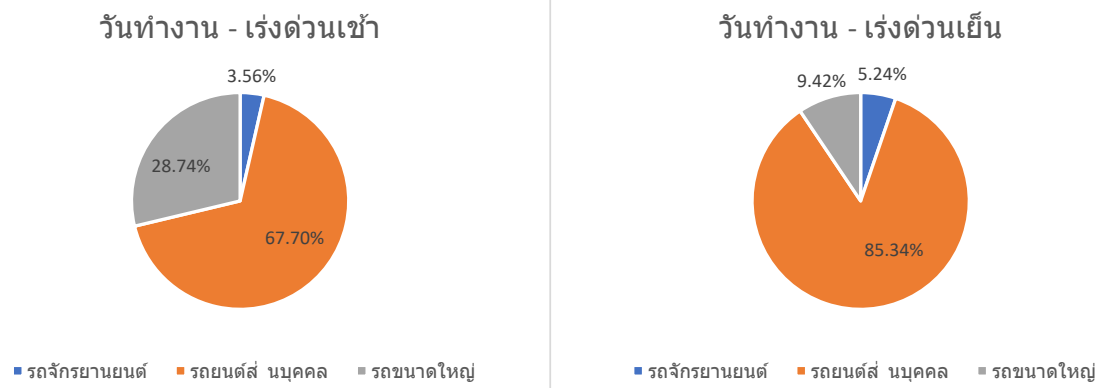 วันทำงาน - เร่งด่วนเช้า
3.56%
28.74%
67.70%
รถจักรยานยนต์ รถยนต์ส่ นบุคคล รถขนาดใหญ่
วันทำงาน - เร่งด่วนเย็น
9.42% 5.24%
85.34%
รถจักรยานยนต์ รถยนต์ส่ นบุคคล รถขนาดใหญ่